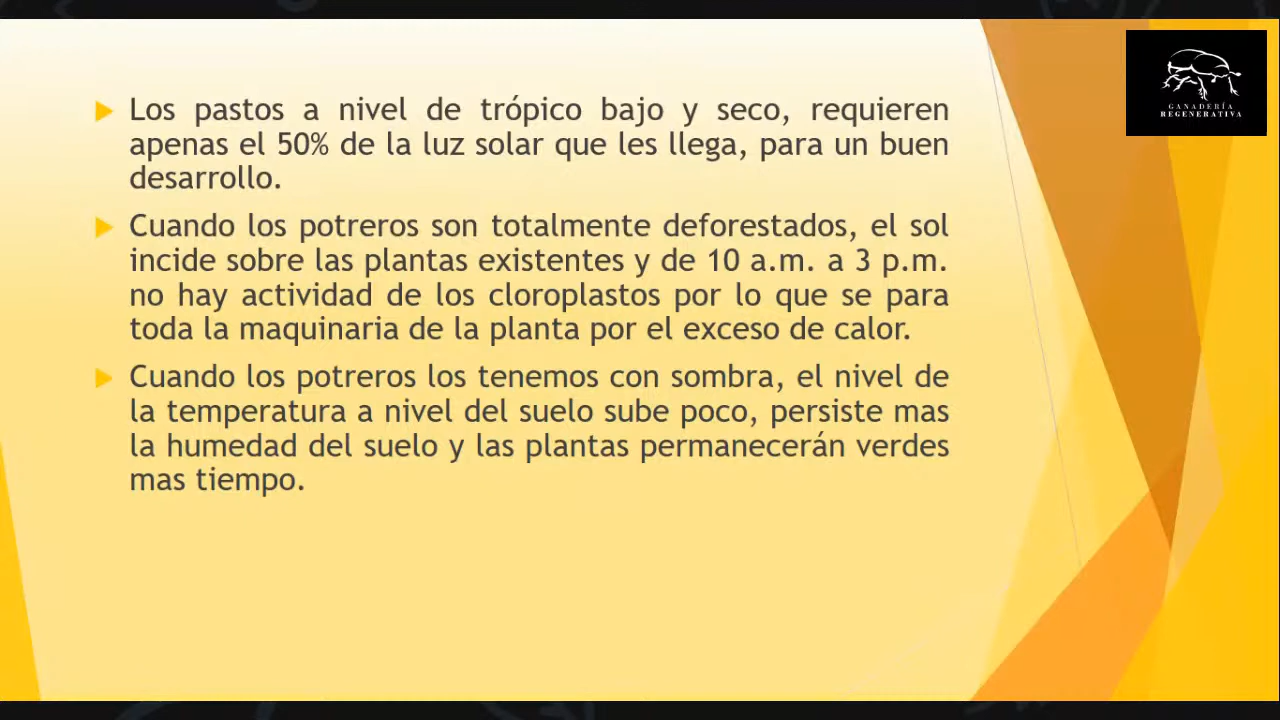 GANADERÍA
REGENERATIVA
Los pastos a nivel de trópico bajo y seco, requieren
apenas el 50% de la luz solar que les llega, para un buen
desarrollo.
Cuando los potreros son totalmente deforestados, el sol
incide sobre las plantas existentes y de 10 a.m. a 3 p.m.
no hay actividad de los cloroplastos por lo que se para
toda la maquinaria de la planta por el exceso de calor.
Cuando los potreros los tenemos con sombra, el nivel de
la temperatura a nivel del suelo sube poco, persiste mas
la humedad del suelo y las plantas permanecerán verdes
mas tiempo.